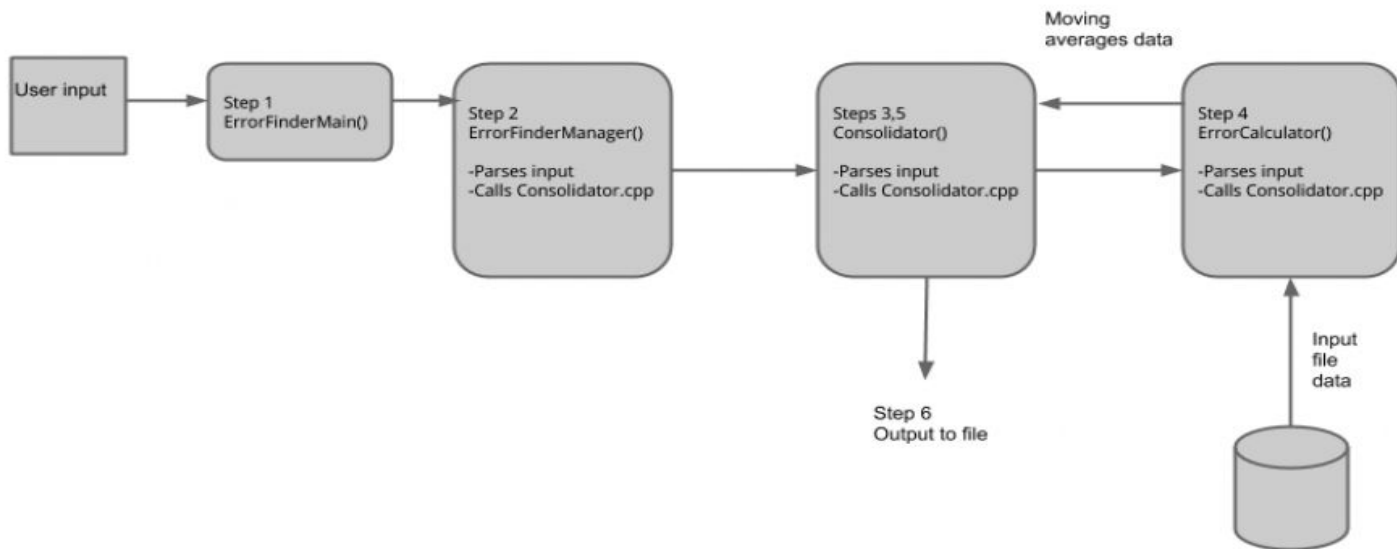 User input
Step 1
ErrorFinderMain()
Step 2
ErrorFinderManager()
-Parses input
-Calls Consolidator.cpp
Moving
averages data
Steps 3,5
Consolidator()
-Parses input
-Calls Consolidator.cpp
Step 4
ErrorCalculator()
-Parses input
-Calls Consolidator.cpp
Step 6
Output to file
Input
file
data